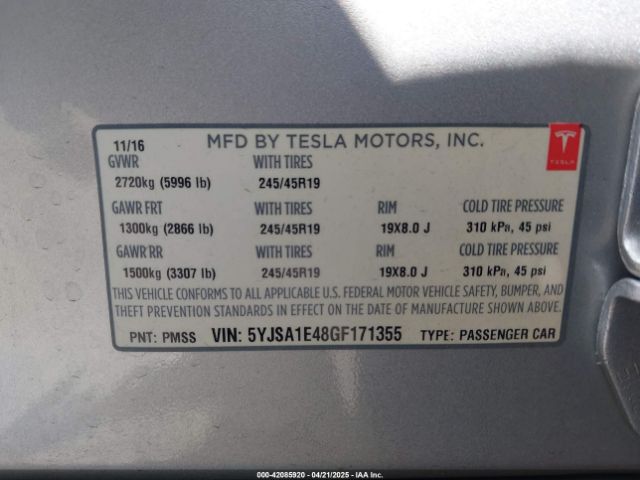 11/16 MFD BY TESLA MOTORS, INC.
TESLA
GVWR WITH TIRES
2720kg (5996 lb) 245/45R19
GAWR FRT WITH TIRES RIM COLD TIRE PRESSURE
1300kg (2866 lb) 245/45R19 19X8.0 J 310 kPa, 45 psi
GAWR RR WITH TIRES RIM COLD TIRE PRESSURE
1500kg (3307 lb) 245/45R19 19X8.0 J 310 kPa, 45 psi
THIS VEHICLE CONFORMS TO ALL APPLICABLE U.S. FEDERAL MOTOR VEHICLE SAFETY, BUMPER, AND
THEFT PREVENTION STANDARDS IN EFFECT ON THE DATE OF MANUFACTURE SHOWN ABOVE.
PNT: PMSS VIN: 5YJSA1E48GF171355 TYPE: PASSENGER CAR
000-42085920 - 04/21/2025 - IAA Inc.